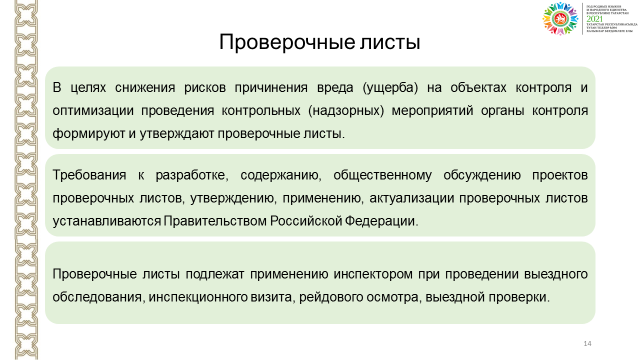 2021
Проверочные листы
В целях снижения рисков причинения вреда (ущерба) на объектах контроля и
оптимизации проведения контрольных (надзорных) мероприятий органы контроля
формируют и утверждают проверочные листы.
Требования к разработке, содержанию, общественному обсуждению проектов
проверочных листов, утверждению, применению, актуализации проверочных листов
устанавливаются Правительством Российской Федерации.
Проверочные листы подлежат применению инспектором при проведении выездного
обследования, инспекционного визита, рейдового осмотра, выездной проверки.
14